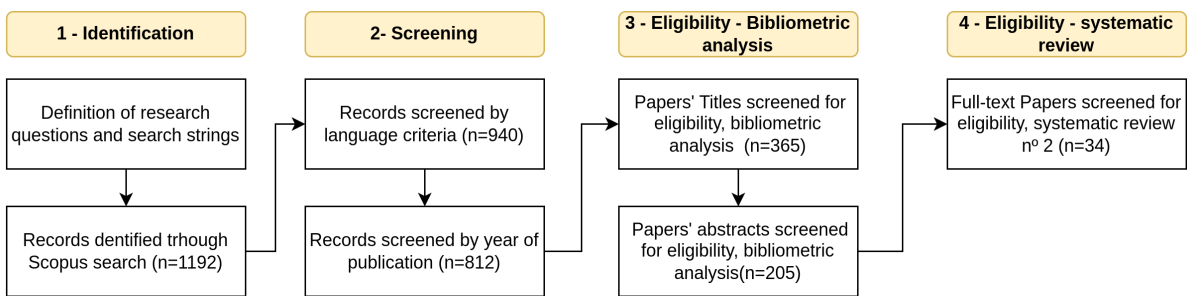 1 - Identification
Definition of research
questions and search strings
Records dentified trhough
Scopus search (n=1192)
2- Screening
Records screened by
language criteria (n=940)
Records screened by year of
publication (n=812)
3 - Eligibility - Bibliometric
analysis
Papers' Titles screened for
eligibility, bibliometric
analysis  (n=365)
Papers' abstracts screened
for eligibility, bibliometric
analysis(n=205)
4 - Eligibility - systematic
review
Full-text Papers screened for
eligibility, systematic review
nº 2 (n=34)